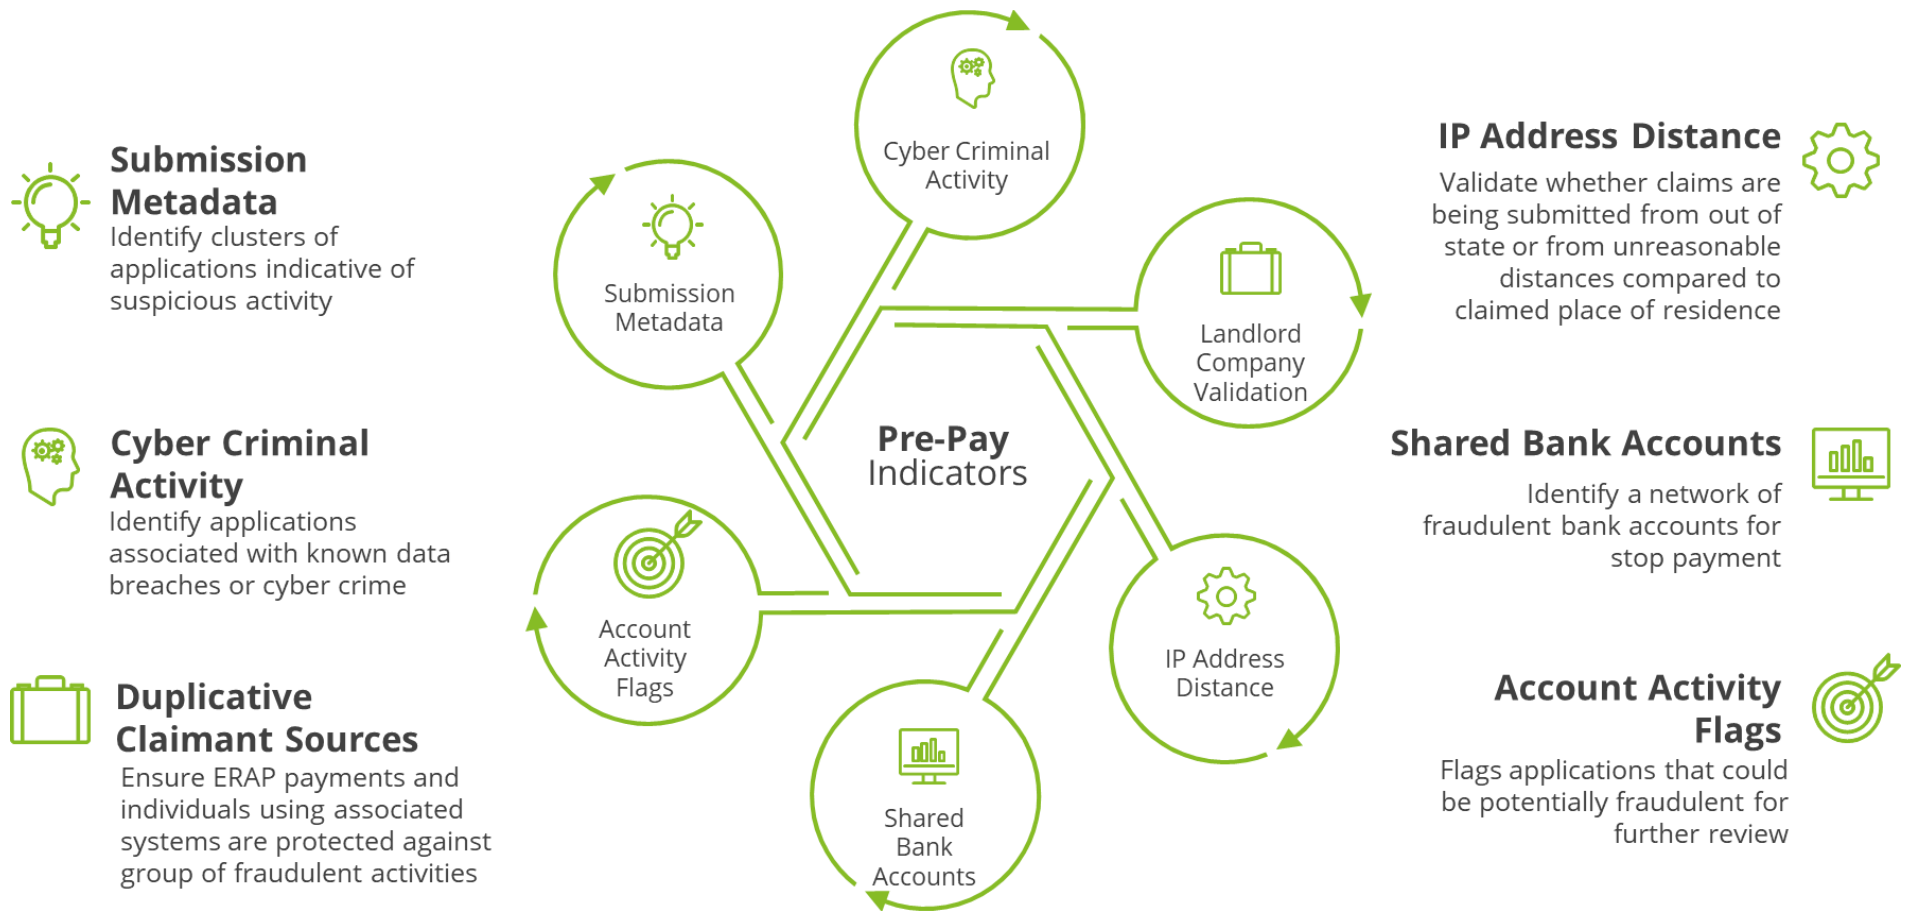 Submission
Metadata
Identify clusters of
applications indicative of
suspicious activity
Cyber Criminal
Activity
Identify applications
associated with known data
breaches or cyber crime
Duplicative
Claimant Sources
Ensure ERAP payments and
individuals using associated
systems are protected against
group of fraudulent activities
Cyber Criminal
Activity
Submission
Metadata
Landlord
Company
Validation
Pre-Pay
Indicators
Account
Activity
Flags
IP Address
Distance
Shared
Bank
Accounts
IP Address Distance
Validate whether claims are
being submitted from out of
state or from unreasonable
distances compared to
claimed place of residence
Shared Bank Accounts
Identify a network of
fraudulent bank accounts for
stop payment
Account Activity
Flags
Flags applications that could
be potentially fraudulent for
further review